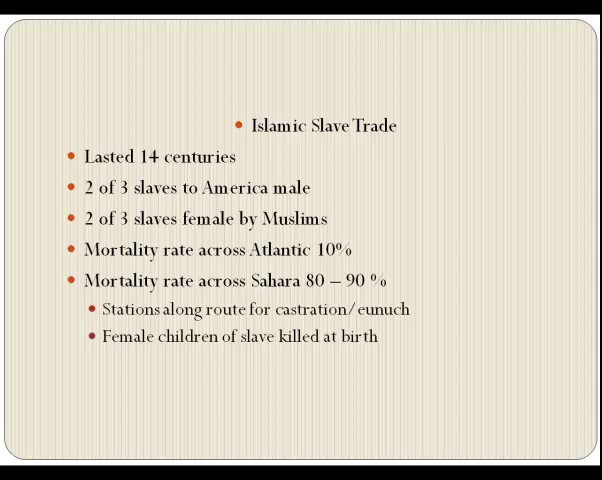 Islamic Slave Trade
Lasted 14 centuries
2 of 3 slaves to America male
2 of 3 slaves female by Muslims
Mortality rate across Atlantic 10%
Mortality rate across Sahara 80 – 90 %
Stations along route for castration/eunuch
Female children of slave killed at birth